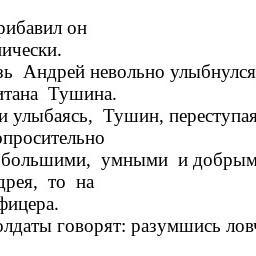 рибавил он
ически.
зь Андрей невольно улыбнулся
итана Тушина.
и улыбаясь, Тушин, переступая
опросительно
большими, умными и добрым
дрея, то на
фицера.
олдаты говорят: разумшись ловч